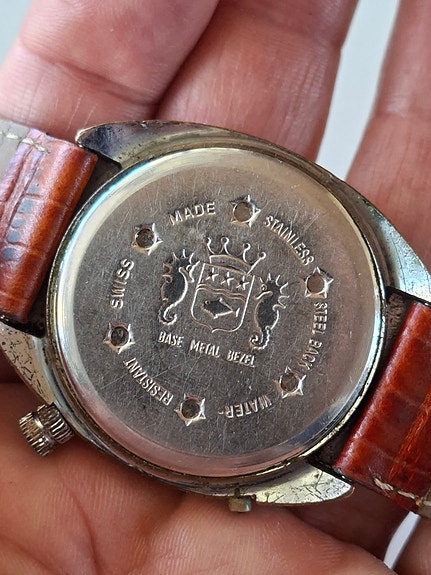 SWISS MADE STAINLESS STEEL BACK WATER-RESISTANT
BASE METAL BEZEL